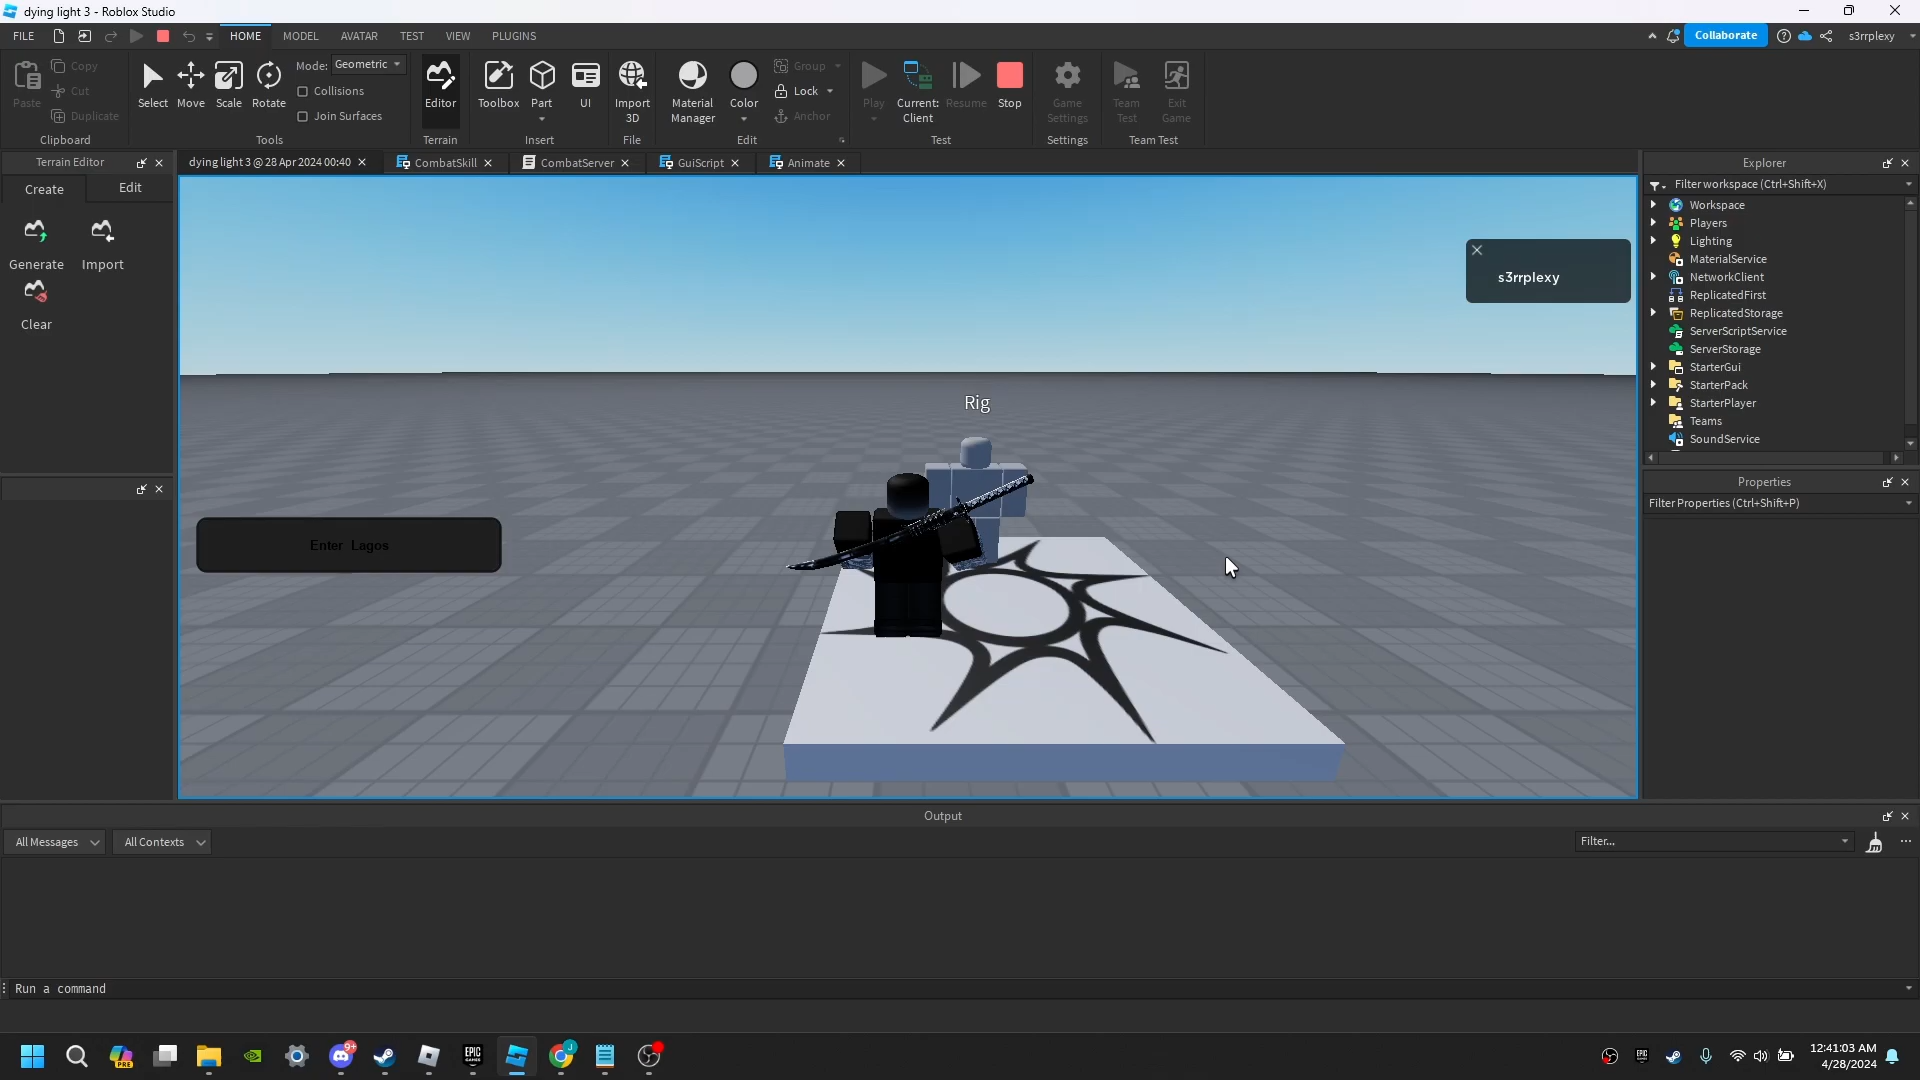 dying light 3 - Roblox Studio
FILE
HOME
MODEL
AVATAR
TEST
VIEW
PLUGINS
Collaborate
s3rrplexy
Paste
Copy
Cut
Duplicate
Clipboard
Select
Move
Scale
Rotate
Mode: Geometric
Collisions
Join Surfaces
Tools
Editor
Terrain
Toolbox
Part
UI
Insert
Import
3D
File
Material
Manager
Color
Group
Lock
Anchor
Edit
Play
Current:
Client
Resume
Stop
Test
Game
Settings
Settings
Team
Test
Exit
Game
Team Test
Terrain Editor
Create
Edit
Generate
Import
Clear
dying light 3 @ 28 Apr 2024 00:40
CombatSkill
CombatServer
GuiScript
Animate
s3rrplexy
Rig
Enter Lagos
Explorer
Filter workspace (Ctrl+Shift+X)
Workspace
Players
Lighting
MaterialService
NetworkClient
ReplicatedFirst
ReplicatedStorage
ServerScriptService
ServerStorage
StarterGui
StarterPack
StarterPlayer
Teams
SoundService
Properties
Filter Properties (Ctrl+Shift+P)
Output
All Messages
All Contexts
Filter...
Run a command
PRE
9+
EPIC
GAMES
J
EPIC
12:41:03 AM
4/28/2024